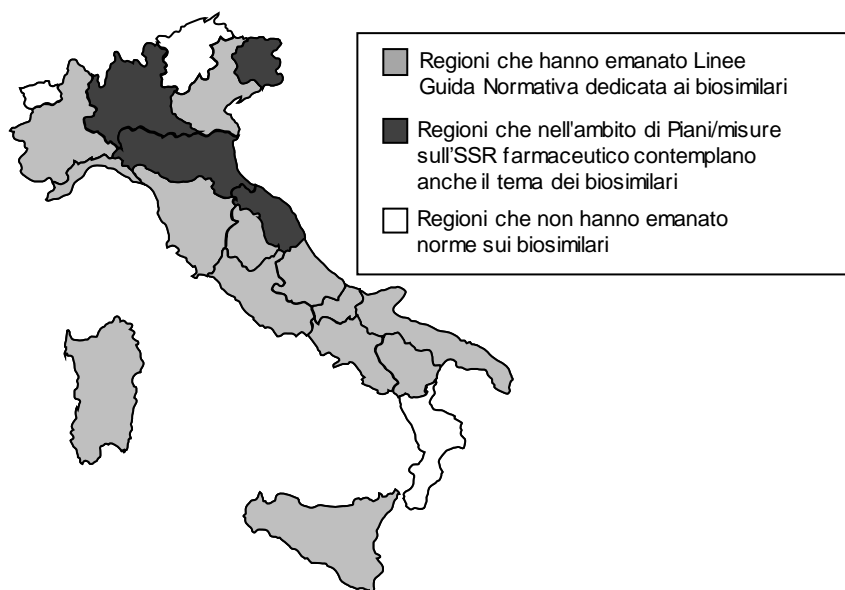 Regioni che hanno emanato Linee
Guida Normativa dedicata ai biosimilari
Regioni che nell'ambito di Piani/misure
sull'SSR farmaceutico contemplano
anche il tema dei biosimilari
Regioni che non hanno emanato
norme sui biosimilari